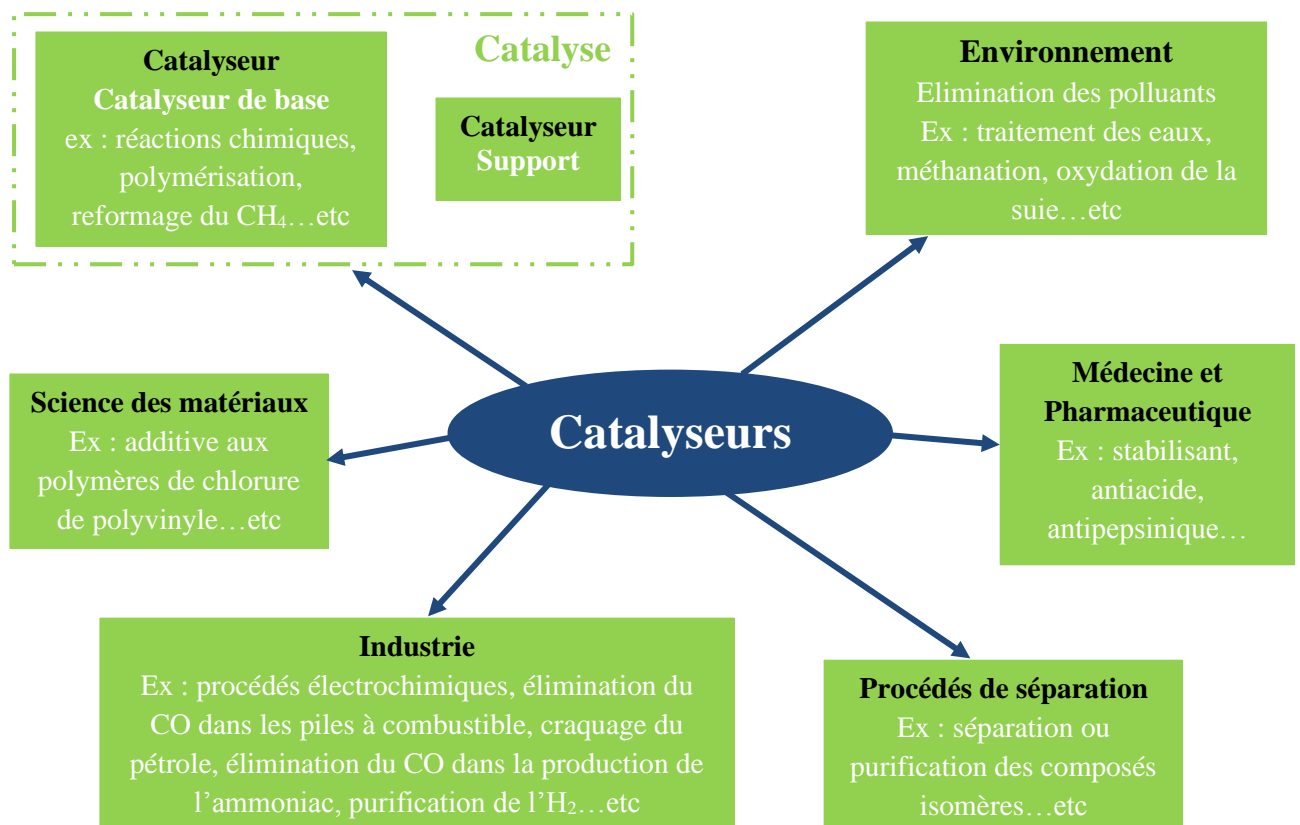 Catalyse
Catalyseur
Catalyseur de base
ex : réactions chimiques,
polymérisation,
reformage du CH₄…etc
Catalyseur
Support
Environnement
Elimination des polluants
Ex : traitement des eaux,
méthanation, oxydation de la
suie…etc
Science des matériaux
Ex : additive aux
polymères de chlorure
de polyvinyle…etc
Catalyseurs
Médecine et
Pharmaceutique
Ex : stabilisant,
antiacide,
antipepsinique…
Industrie
Ex : procédés électrochimiques, élimination du
CO dans les piles à combustible, craquage du
pétrole, élimination du CO dans la production de
l’ammoniac, purification de l’H₂…etc
Procédés de séparation
Ex : séparation ou
purification des composés
isomères…etc